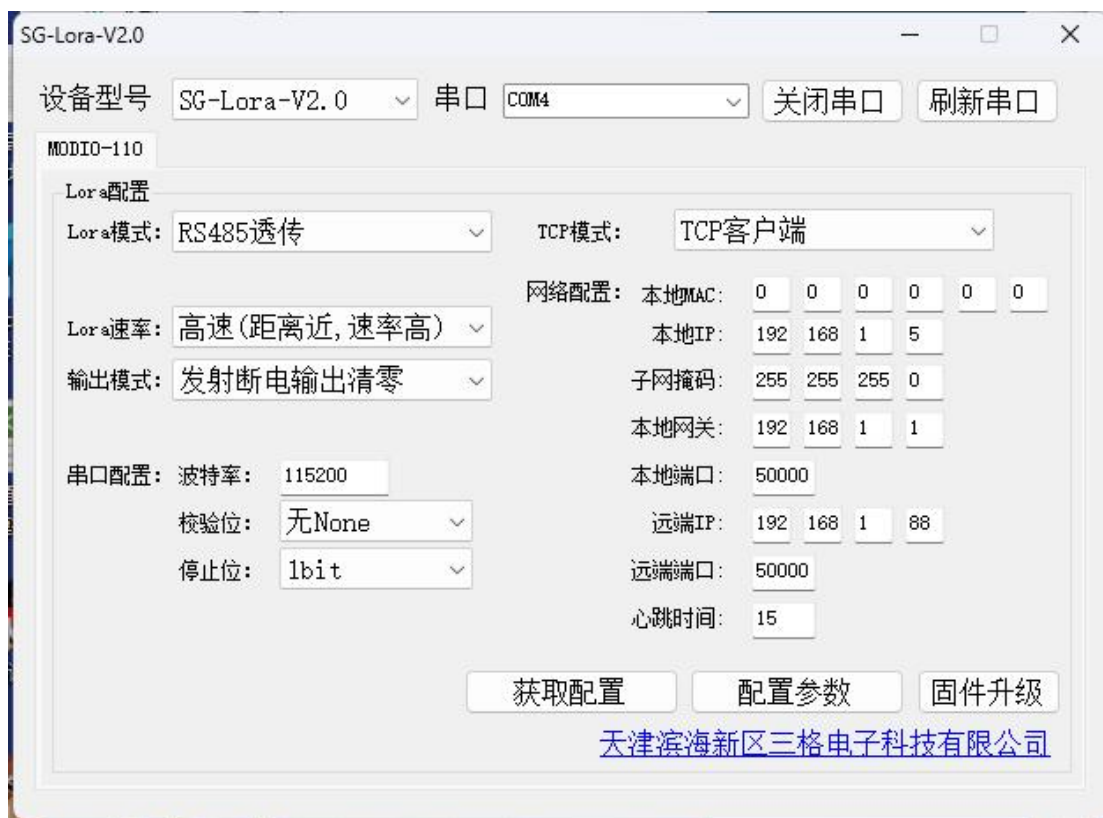 SG-Lora-V2.0
设备型号 SG-Lora-V2.0 串口 COM4 关闭串口 刷新串口
MODIO-110
Lora配置
Lora模式: RS485透传 TCP模式: TCP客户端
网络配置: 本地MAC: 0 0 0 0 0 0
Lora速率: 高速(距离近,速率高) 本地IP: 192 168 1 5
输出模式: 发射断电输出清零 子网掩码: 255 255 255 0
本地网关: 192 168 1 1
串口配置: 波特率: 115200 本地端口: 50000
校验位: 无None 远端IP: 192 168 1 88
停止位: 1bit 远端端口: 50000
心跳时间: 15
获取配置 配置参数 固件升级
天津滨海新区三格电子科技有限公司